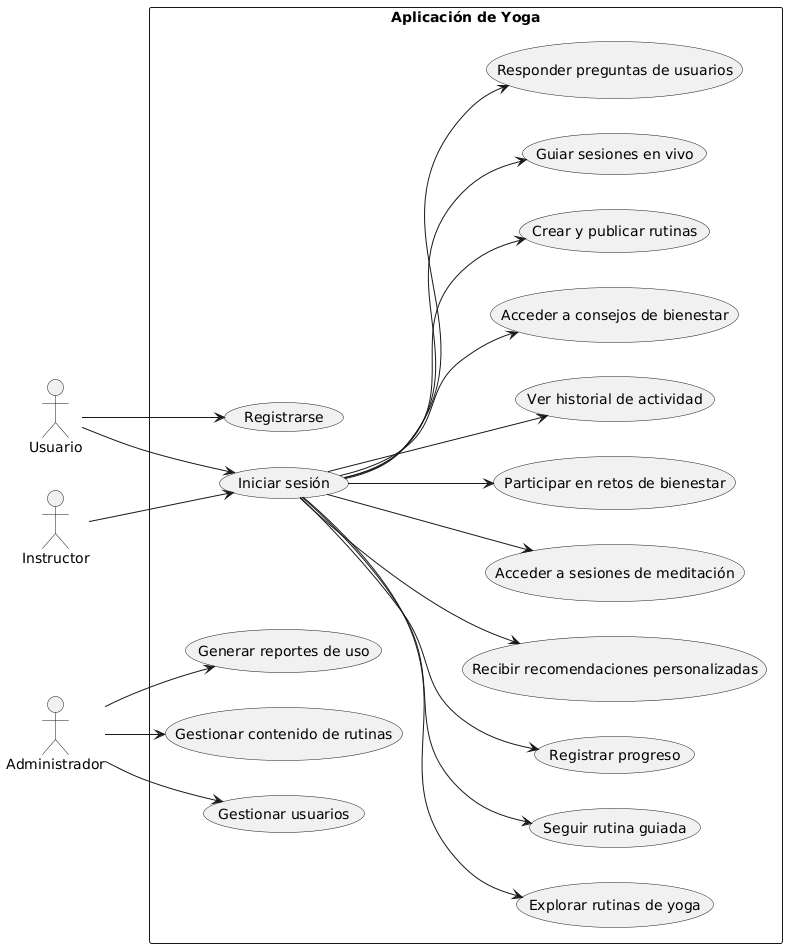 Aplicación de Yoga
Responder preguntas de usuarios
Guiar sesiones en vivo
Crear y publicar rutinas
Acceder a consejos de bienestar
Ver historial de actividad
Registrarse
Usuario
Iniciar sesión
Participar en retos de bienestar
Instructor
Acceder a sesiones de meditación
Generar reportes de uso
Recibir recomendaciones personalizadas
Gestionar contenido de rutinas
Registrar progreso
Administrador
Gestionar usuarios
Seguir rutina guiada
Explorar rutinas de yoga